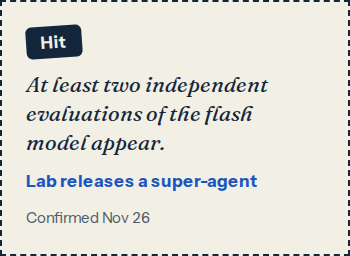 Hit
At least two independent
evaluations of the flash
model appear.
Lab releases a super-agent
Confirmed Nov 26